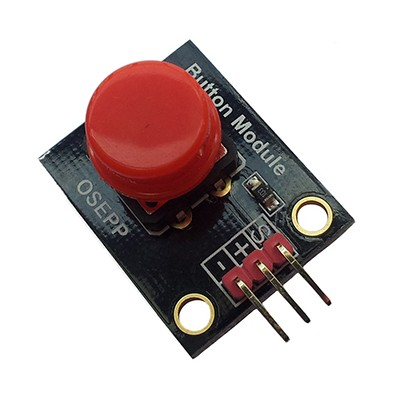 Button Module
OSEPP
- + S